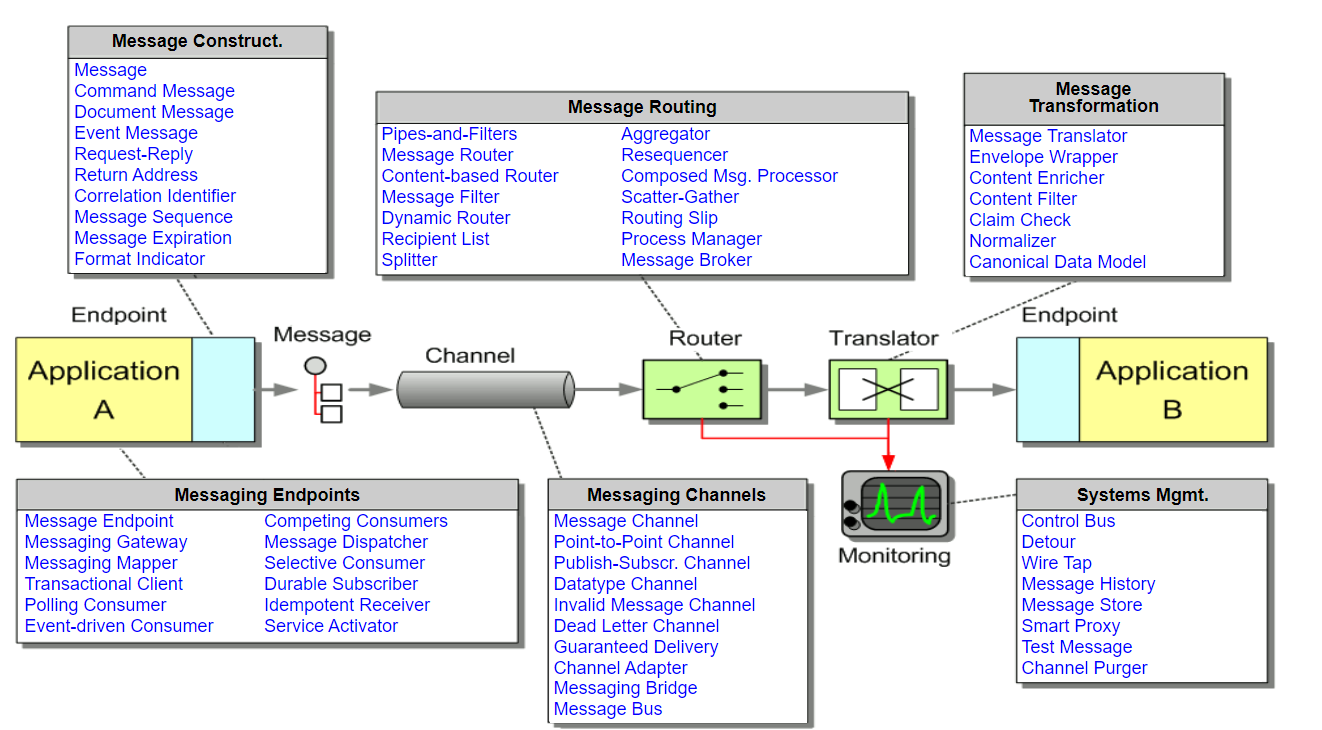 Message Construct.
Message
Command Message
Document Message
Event Message
Request-Reply
Return Address
Correlation Identifier
Message Sequence
Message Expiration
Format Indicator
Message Routing
Pipes-and-Filters
Message Router
Content-based Router
Message Filter
Dynamic Router
Recipient List
Splitter
Aggregator
Resequencer
Composed Msg. Processor
Scatter-Gather
Routing Slip
Process Manager
Message Broker
Message
Transformation
Message Translator
Envelope Wrapper
Content Enricher
Content Filter
Claim Check
Normalizer
Canonical Data Model
Endpoint
Application
A
Message
Channel
Router
Translator
Endpoint
Application
B
Monitoring
Messaging Endpoints
Message Endpoint
Messaging Gateway
Messaging Mapper
Transactional Client
Polling Consumer
Event-driven Consumer
Competing Consumers
Message Dispatcher
Selective Consumer
Durable Subscriber
Idempotent Receiver
Service Activator
Messaging Channels
Message Channel
Point-to-Point Channel
Publish-Subscr. Channel
Datatype Channel
Invalid Message Channel
Dead Letter Channel
Guaranteed Delivery
Channel Adapter
Messaging Bridge
Message Bus
Systems Mgmt.
Control Bus
Detour
Wire Tap
Message History
Message Store
Smart Proxy
Test Message
Channel Purger